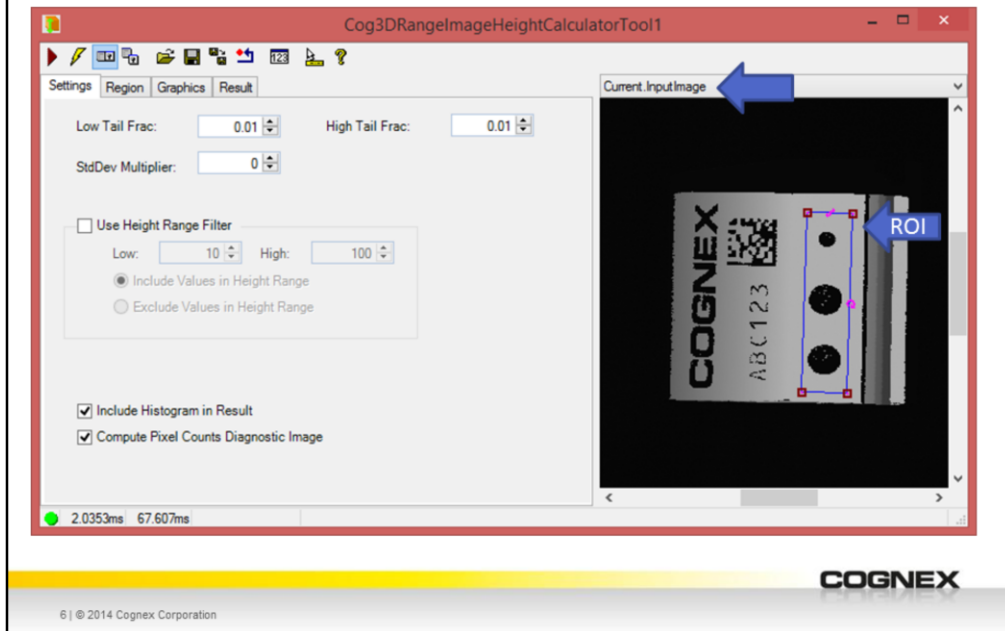 Cog3DRangeImageHeightCalculatorTool1
Settings Region Graphics Result
Current.InputImage
Low Tail Frac: 0.01 High Tail Frac: 0.01
StdDev Multiplier: 0
Use Height Range Filter
Low: 10 High: 100
Include Values in Height Range
Exclude Values in Height Range
Include Histogram in Result
Compute Pixel Counts Diagnostic Image
ROI
COGNEX
ABC123
2.0353ms 67.607ms
COGNEX
6 | © 2014 Cognex Corporation